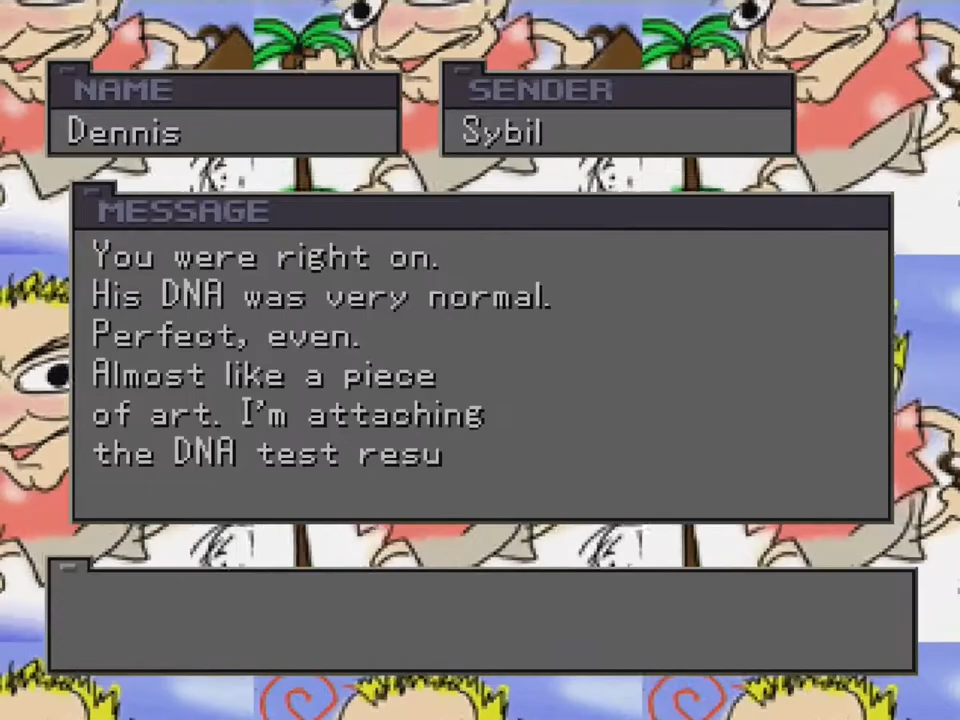 NAME
Dennis
SENDER
Sybil
MESSAGE
You were right on.
His DNA was very normal.
Perfect, even.
Almost like a piece
of art. I'm attaching
the DNA test resu